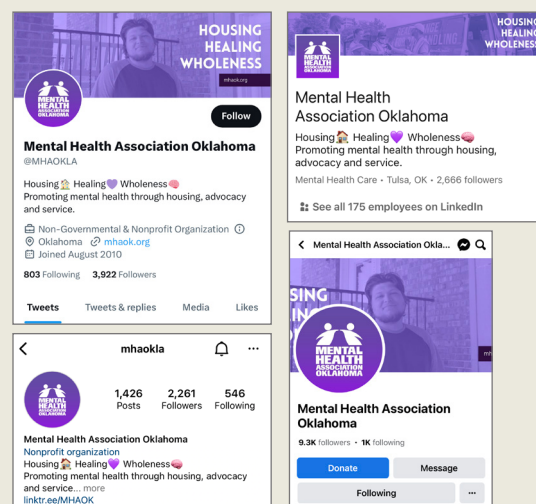 HOUSING
HEALING
WHOLENESS
mhaok.org
MENTAL
HEALTH
ASSOCIATION
OKLAHOMA
Follow
Mental Health Association Oklahoma
@MHAOKLA
Housing🏠 Healing💜 Wholeness🧠
Promoting mental health through housing, advocacy
and service.
Non-Governmental & Nonprofit Organization
Oklahoma mhaok.org
Joined August 2010
803 Following 3,922 Followers
Tweets Tweets & replies Media Likes
HOUSING
HEALING
WHOLENESS
MENTAL
HEALTH
ASSOCIATION
OKLAHOMA
Mental Health
Association Oklahoma
Housing🏠 Healing💜 Wholeness🧠
Promoting mental health through housing,
advocacy and service.
Mental Health Care • Tulsa, OK • 2,666 followers
See all 175 employees on LinkedIn
mhaokla
1,426 2,261 546
Posts Followers Following
MENTAL
HEALTH
ASSOCIATION
OKLAHOMA
Mental Health Association Oklahoma
Nonprofit organization
Housing🏠 Healing💜 Wholeness🧠
Promoting mental health through housing, advocacy
and service... more
linktr.ee/MHAOK
Mental Health Association Okla...
SING
MENTAL
HEALTH
ASSOCIATION
OKLAHOMA
Mental Health Association
Oklahoma
9.3K followers • 1K following
Donate Message
Following